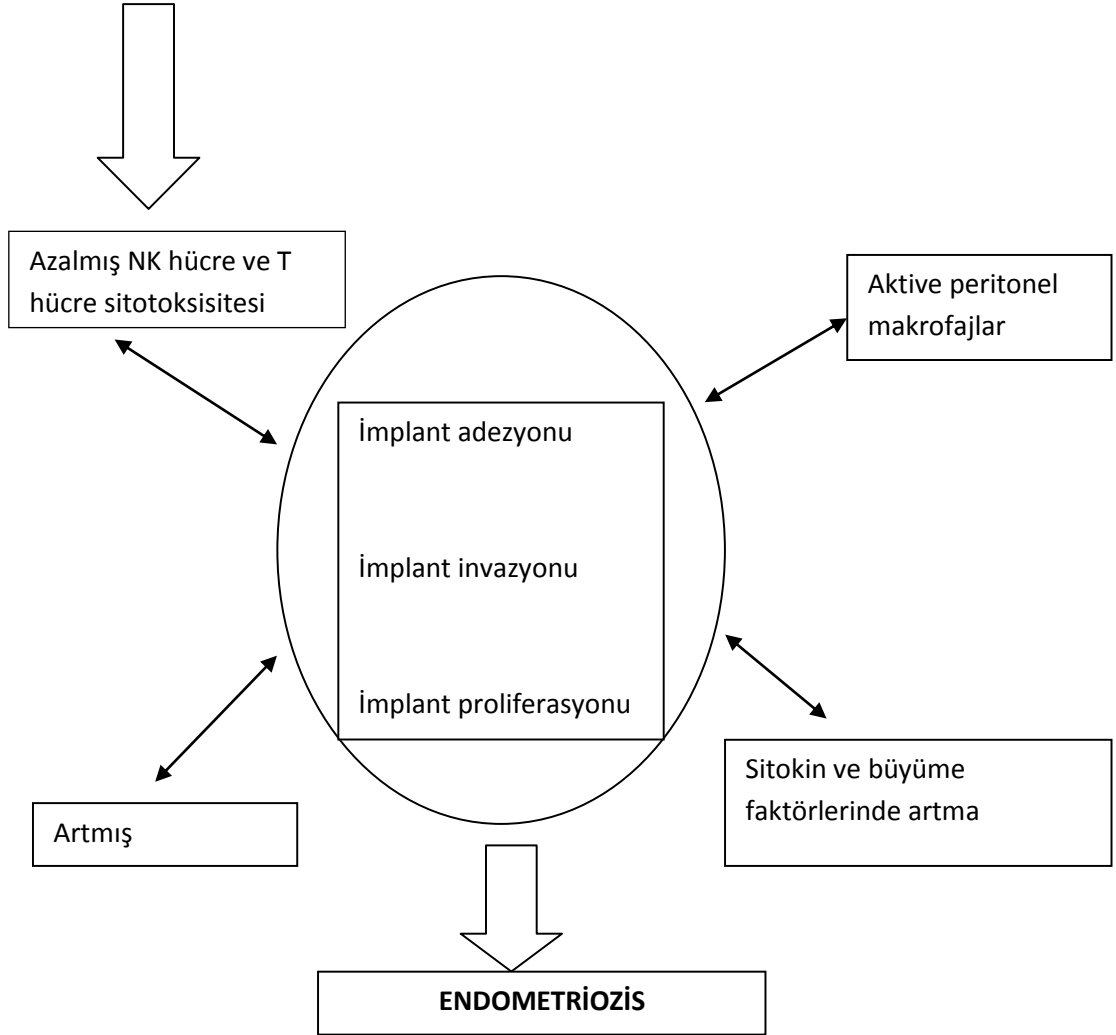 Azalmış NK hücre ve T
hücre sitotoksisitesi
Aktive peritonel
makrofajlar
İmplant adezyonu
İmplant invazyonu
İmplant proliferasyonu
Artmış
Sitokin ve büyüme
faktörlerinde artma
ENDOMETRİOZİS